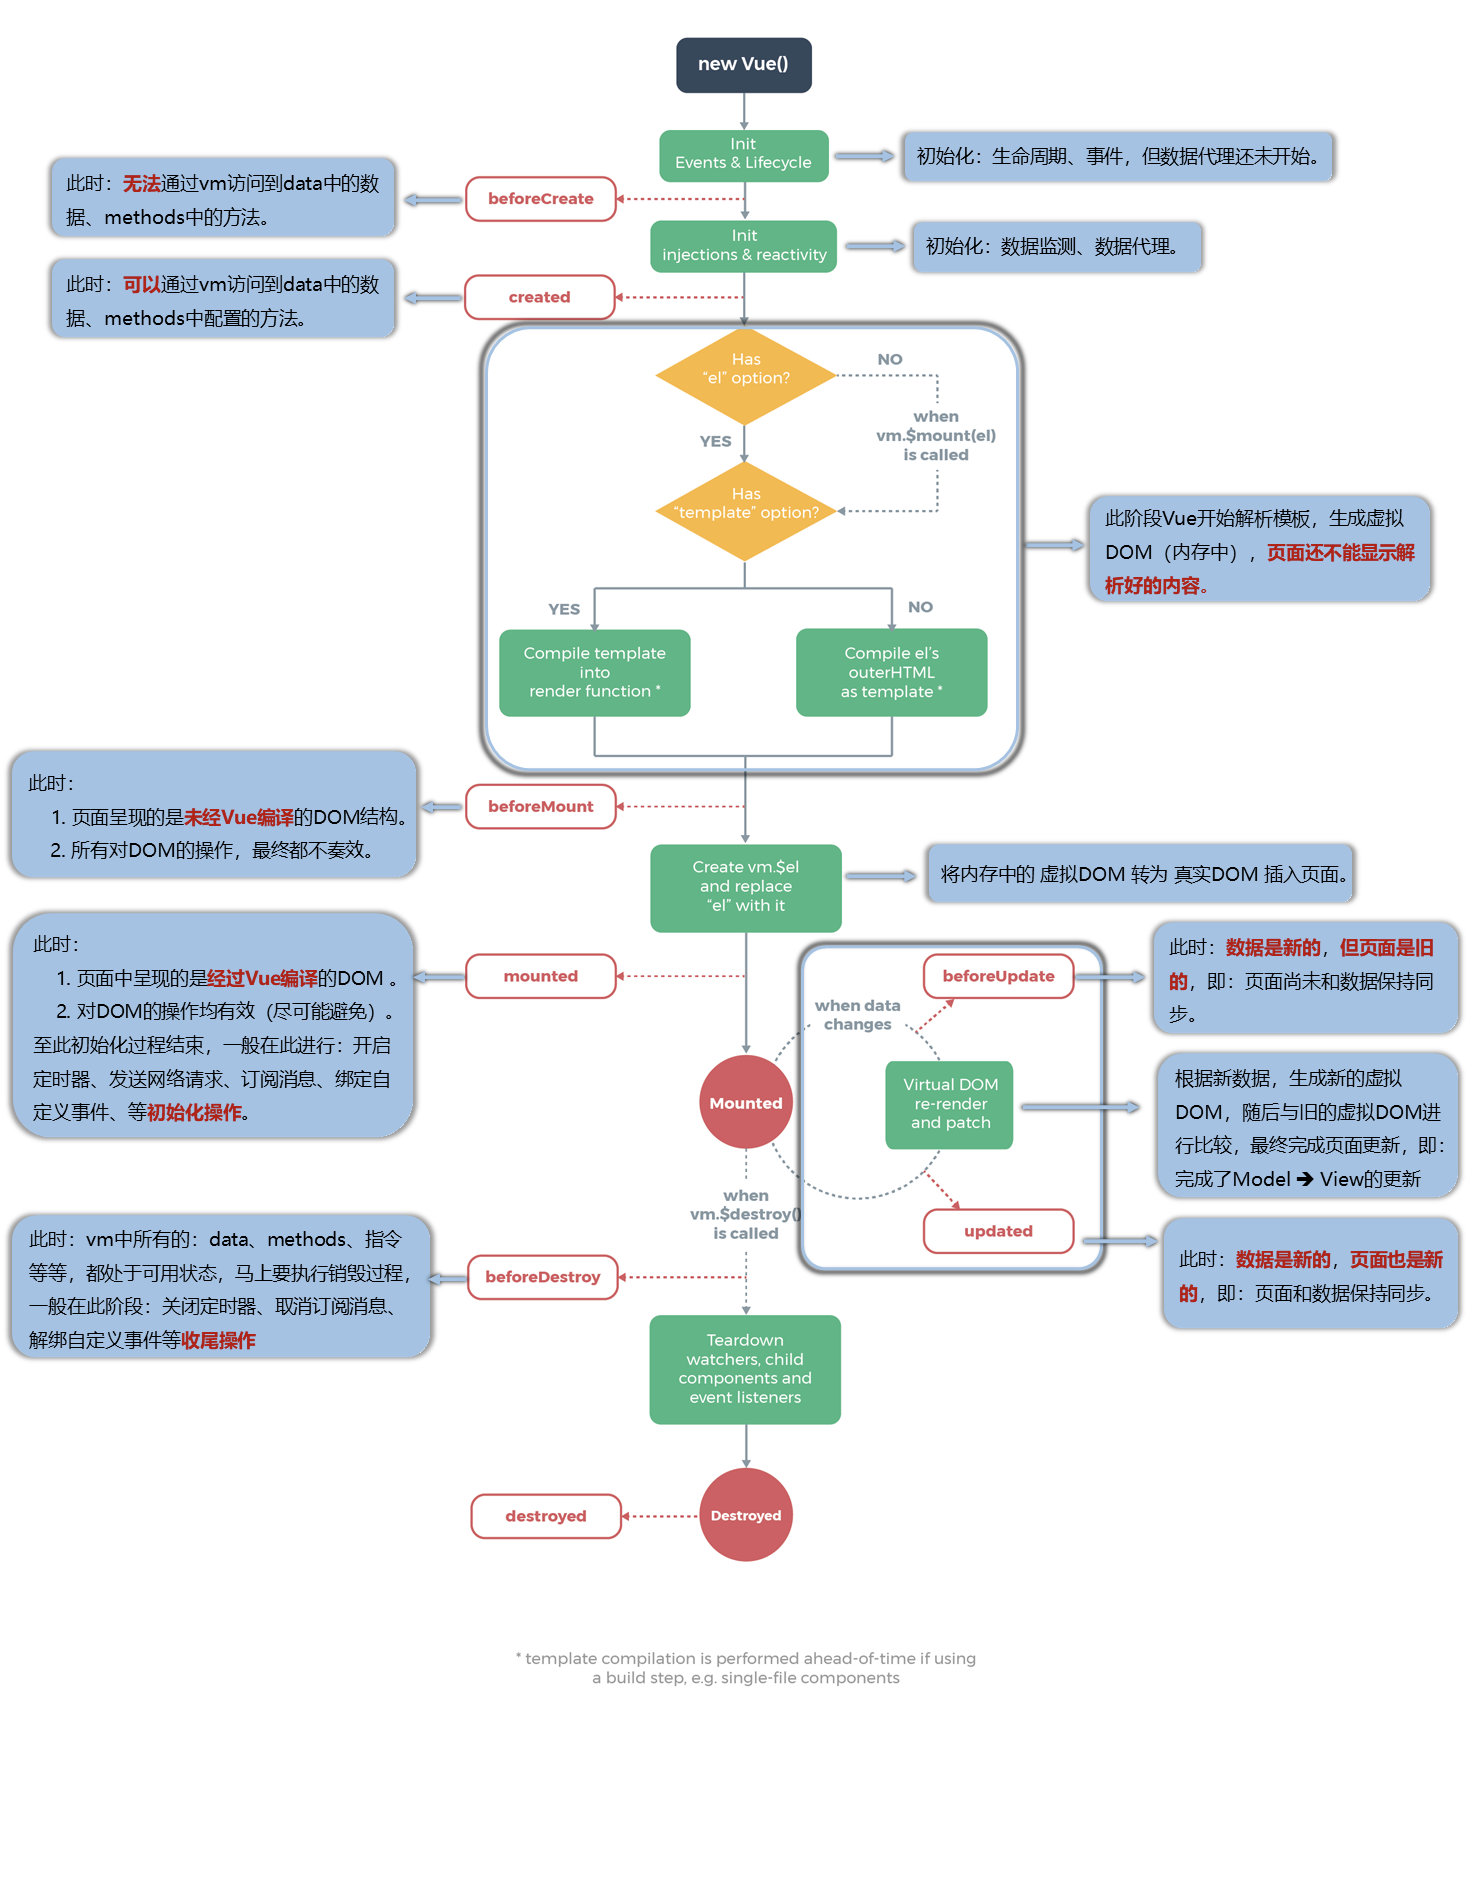 new Vue()
Init
Events & Lifecycle
初始化：生命周期、事件，但数据代理还未开始。
此时：无法通过vm访问到data中的数
据、methods中的方法。
beforeCreate
Init
injections & reactivity
初始化：数据监测、数据代理。
此时：可以通过vm访问到data中的数
据、methods中配置的方法。
created
Has
“el” option?
NO
when
vm.$mount(el)
is called
YES
Has
“template” option?
此阶段Vue开始解析模板，生成虚拟
DOM（内存中），页面还不能显示解
析好的内容。
YES
NO
Compile template
into
render function *
Compile el’s
outerHTML
as template *
此时：
1. 页面呈现的是未经Vue编译的DOM结构。
2. 所有对DOM的操作，最终都不奏效。
beforeMount
Create vm.$el
and replace
“el” with it
将内存中的 虚拟DOM 转为 真实DOM 插入页面。
此时：
1. 页面中呈现的是经过Vue编译的DOM 。
2. 对DOM的操作均有效（尽可能避免）。
至此初始化过程结束，一般在此进行：开启
定时器、发送网络请求、订阅消息、绑定自
定义事件、等初始化操作。
mounted
Mounted
when data
changes
beforeUpdate
此时：数据是新的，但页面是旧
的，即：页面尚未和数据保持同
步。
Virtual DOM
re-render
and patch
根据新数据，生成新的虚拟
DOM，随后与旧的虚拟DOM进
行比较，最终完成页面更新，即：
完成了Model ➔ View的更新
updated
此时：数据是新的，页面也是新
的，即：页面和数据保持同步。
when
vm.$destroy()
is called
此时：vm中所有的：data、methods、指令
等等，都处于可用状态，马上要执行销毁过程，
一般在此阶段：关闭定时器、取消订阅消息、
解绑自定义事件等收尾操作
beforeDestroy
Teardown
watchers, child
components and
event listeners
destroyed
Destroyed
* template compilation is performed ahead-of-time if using
a build step, e.g. single-file components